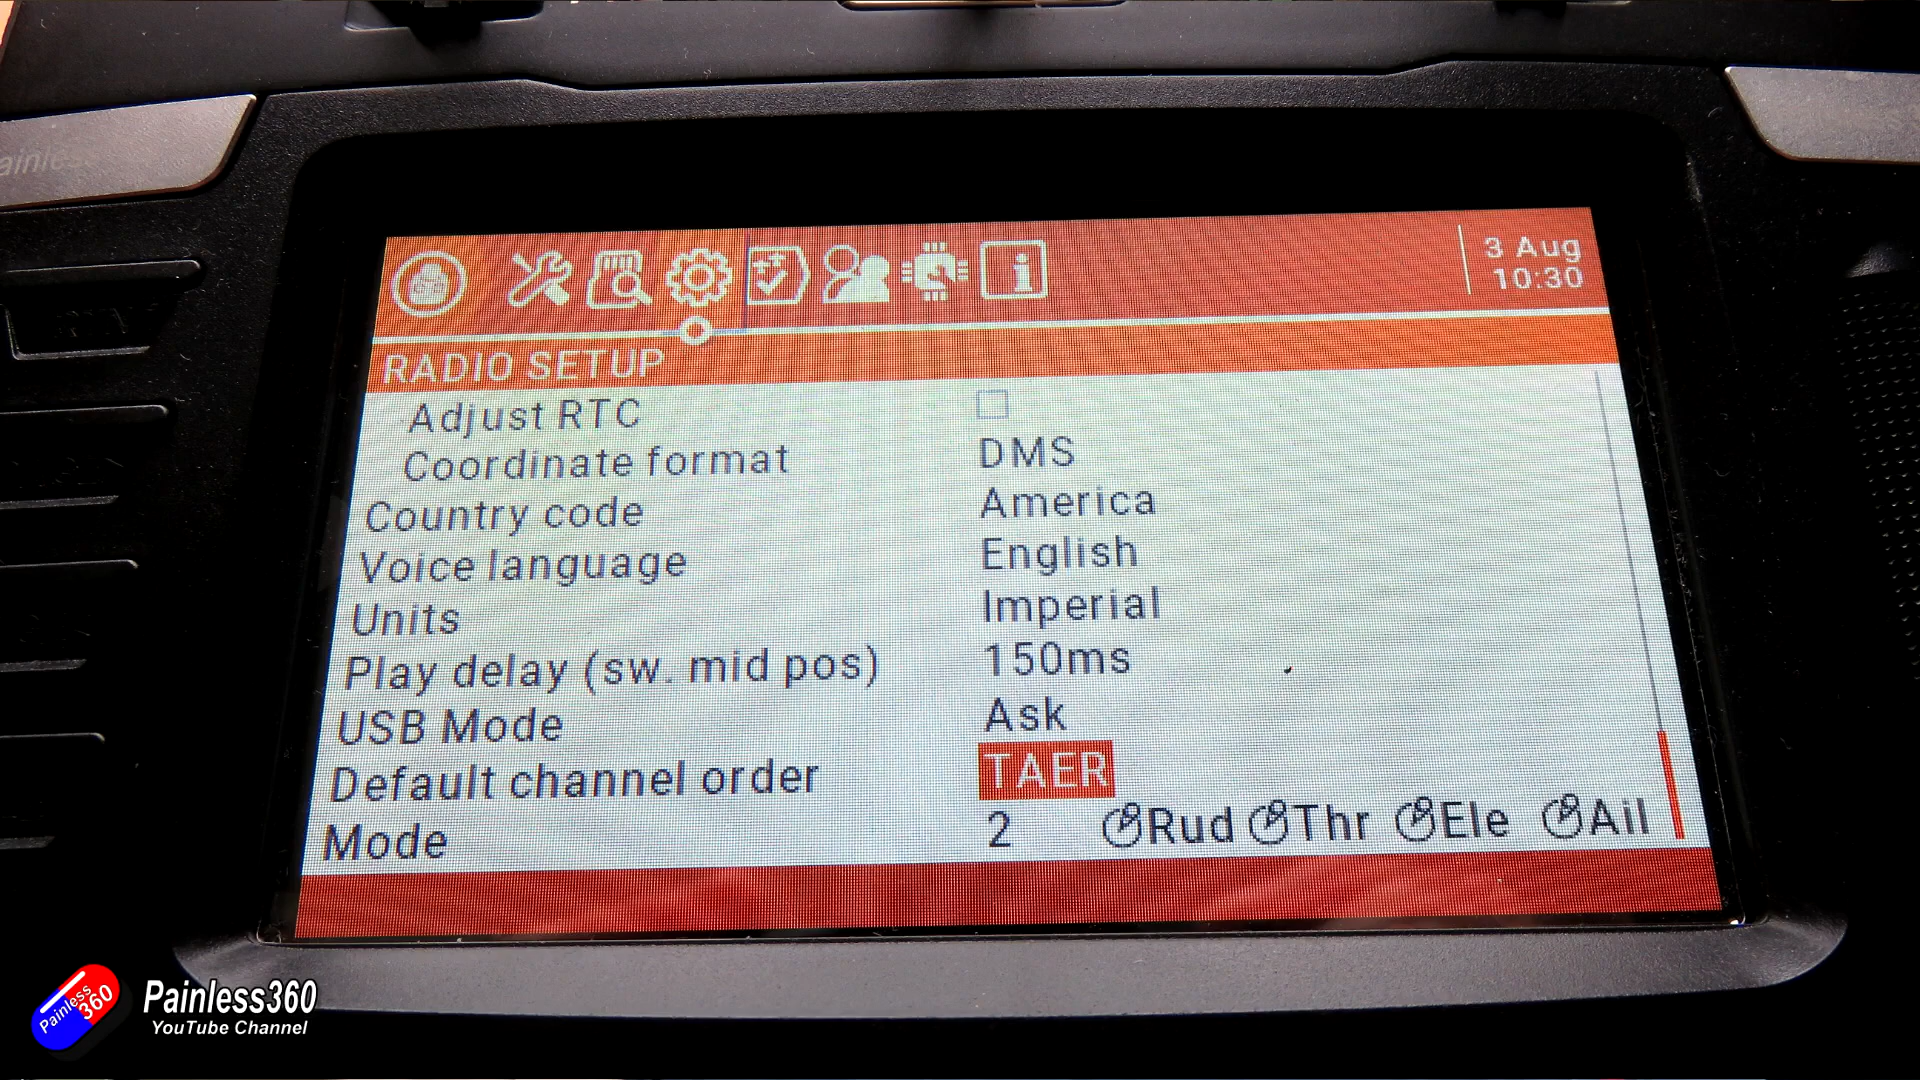 3 Aug
10:30
RADIO SETUP
Adjust RTC
Coordinate format DMS
Country code America
Voice language English
Units Imperial
Play delay (sw. mid pos) 150ms
USB Mode Ask
Default channel order TAER
Mode 2 Rud Thr Ele Ail
Painless360
Painless360
YouTube Channel